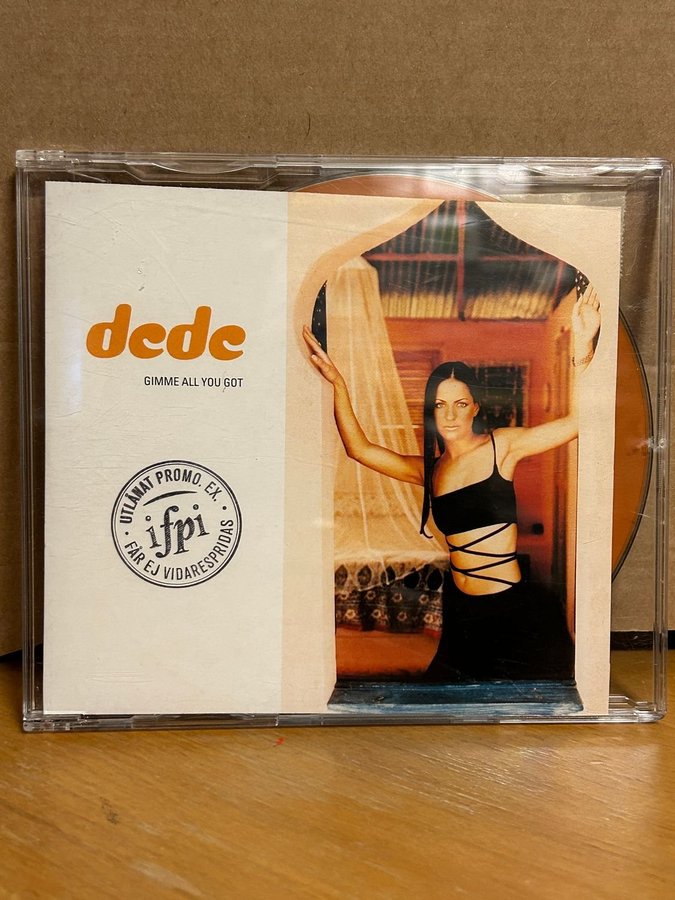 dede
GIMME ALL YOU GOT
• UTLÅNAT PROMO. EX. •
ifpi
FÅR EJ VIDARESPRIDAS